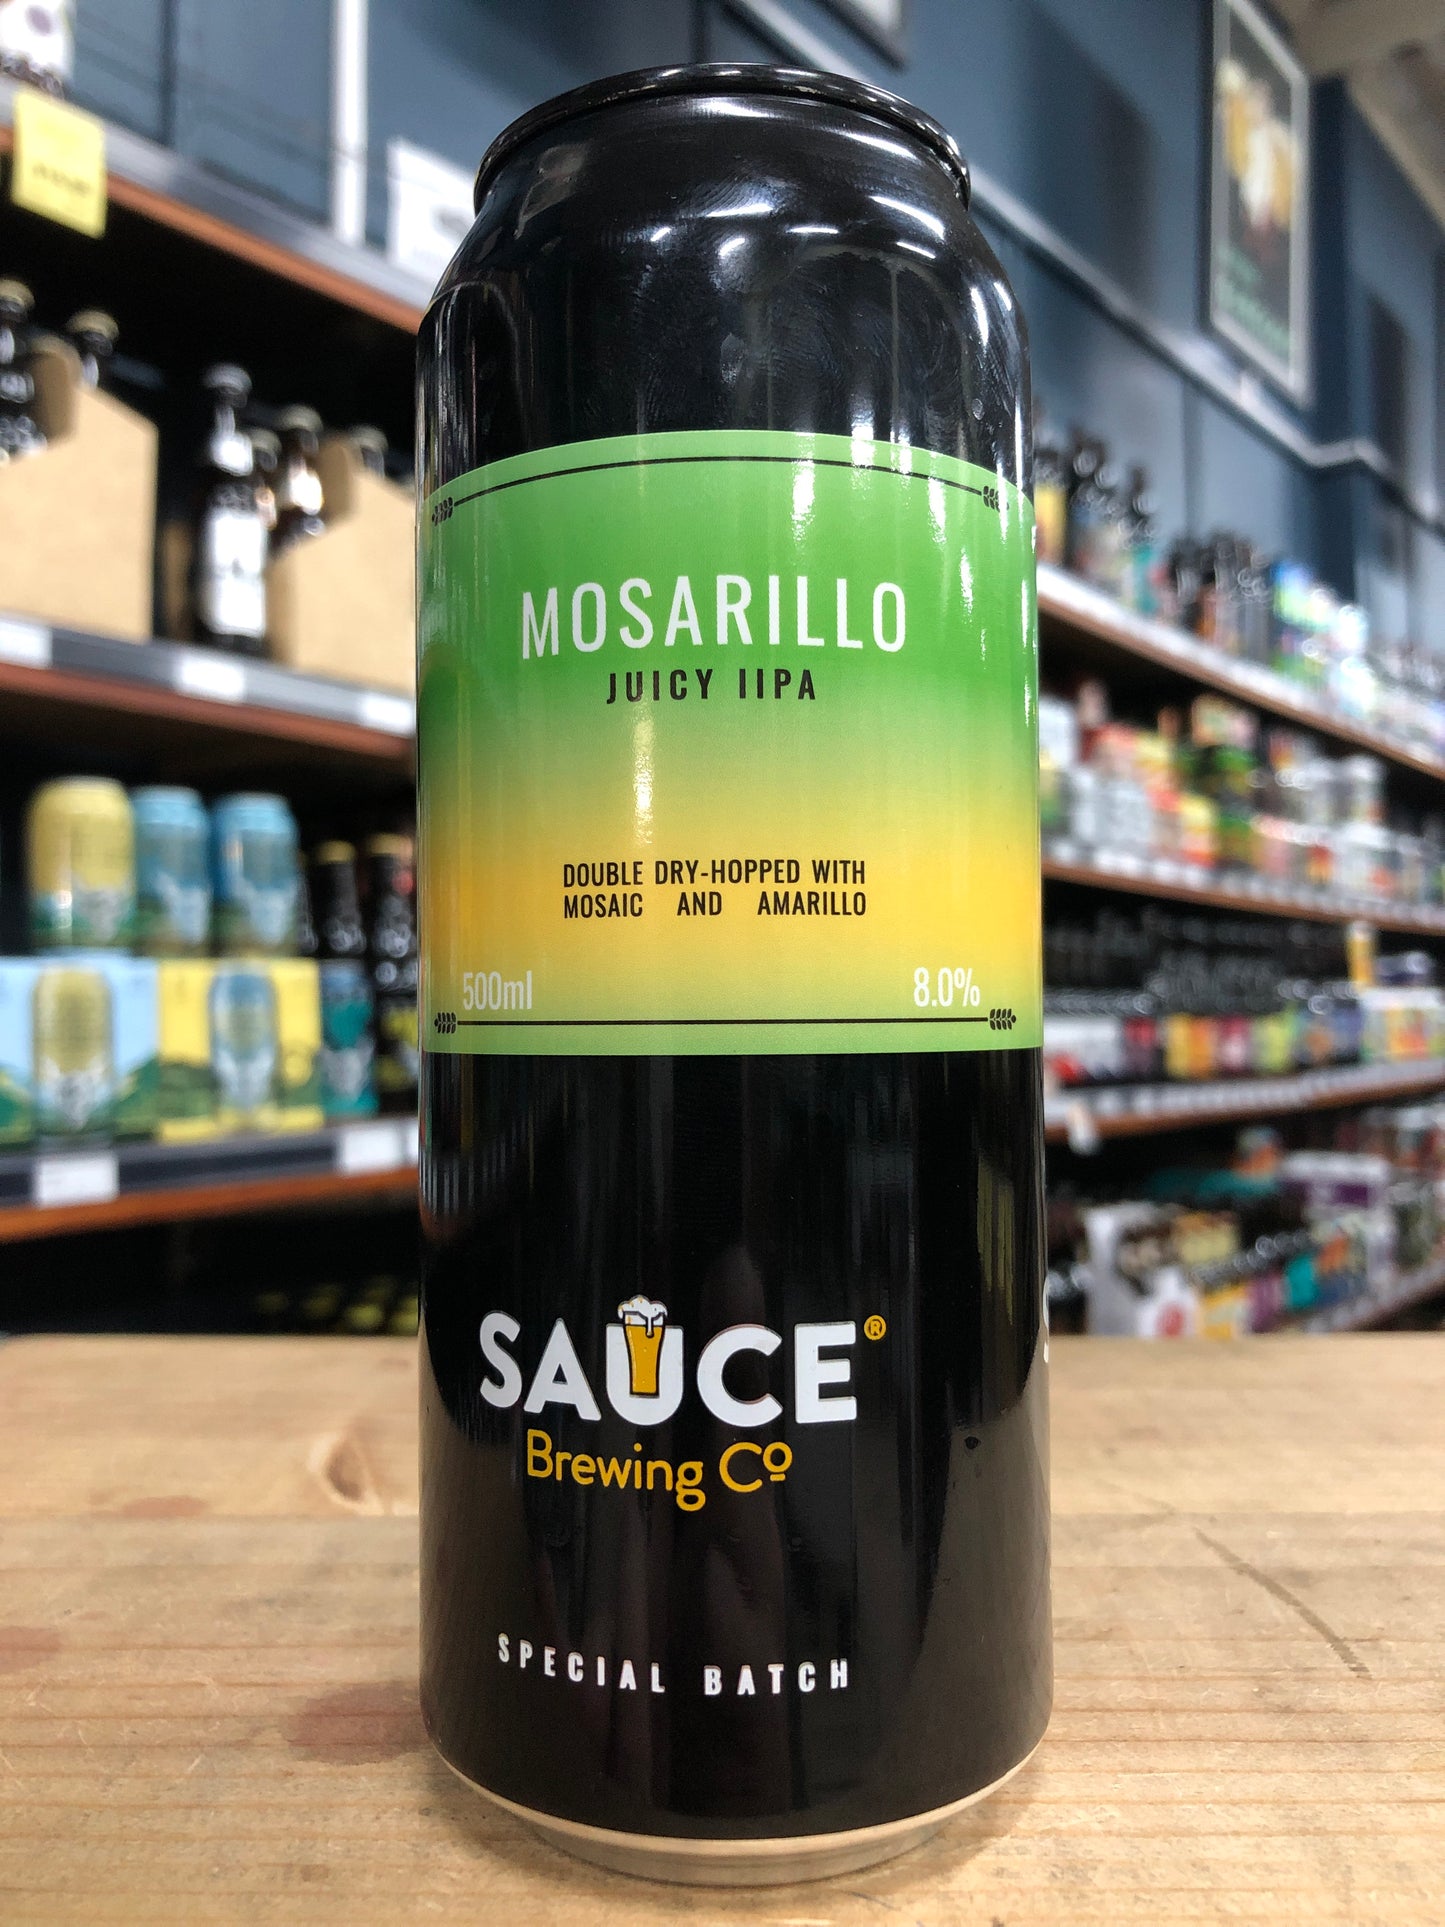 MOSARILLO
JUICY IIPA
DOUBLE DRY-HOPPED WITH
MOSAIC AND AMARILLO
500ml 8.0%
SAUCE®
Brewing Cº
SPECIAL BATCH